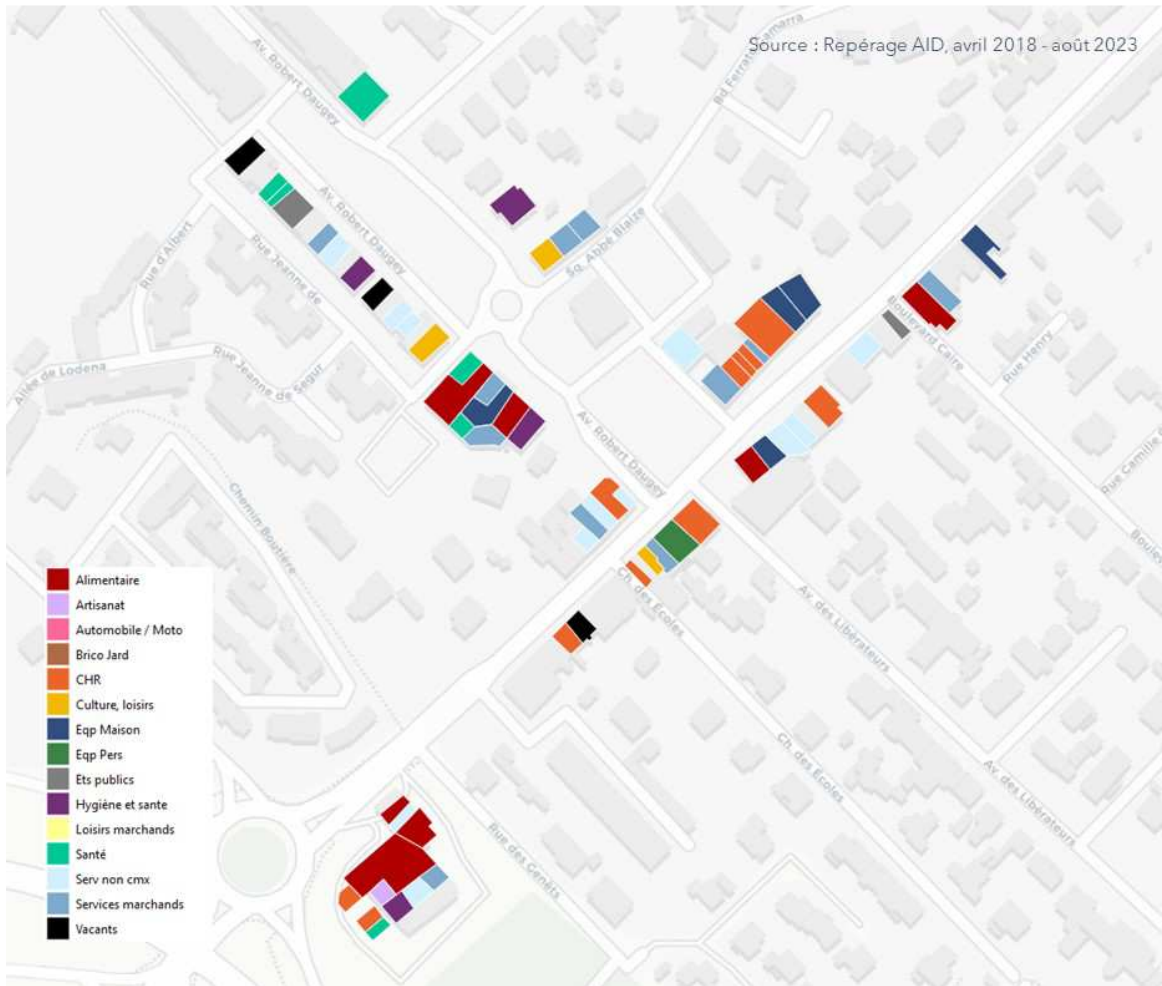 Source : Repérage AID, avril 2018 - août 2023
Av. Robert Daugey
Bd Ferrat
amarra
Av. Robert Daugey
Sq. Abbé Blaize
Rue d'Albert
Rue Jeanne de
Boulevard Caire
Rue Henry
Allée de Lodena
Rue Jeanne de Ségur
Av. Robert Daugey
Rue Camille
Chemin Boutière
Ch. des Écoles
Av. des Libérateurs
Ch. des Écoles
Av. des Libérateurs
Rue des Genêts
Alimentaire
Artisanat
Automobile / Moto
Brico Jard
CHR
Culture, loisirs
Eqp Maison
Eqp Pers
Ets publics
Hygiène et sante
Loisirs marchands
Santé
Serv non cmx
Services marchands
Vacants